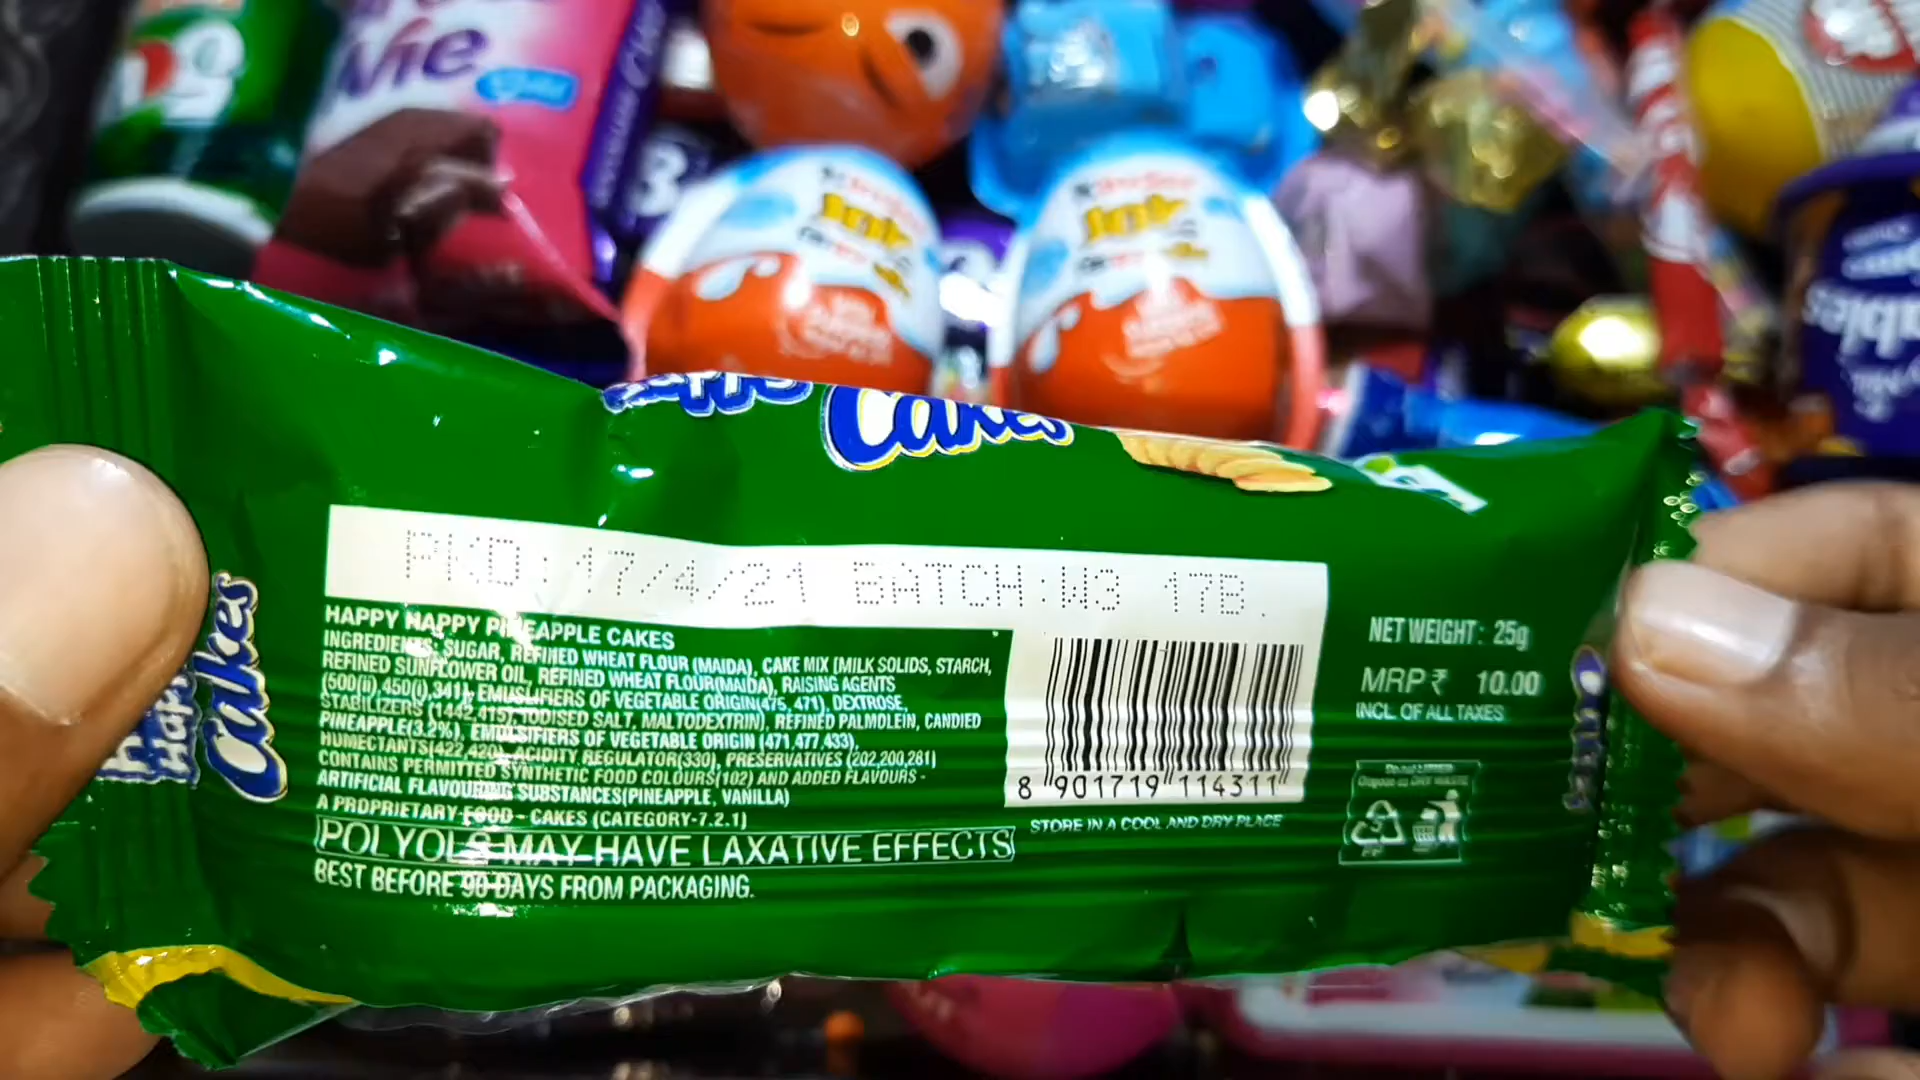 Vie
Kinder
Joy
Kinder
Joy
Happy
Cakes
Happy
Cakes
PKD: 17/4/21 BATCH: W3 17B.
HAPPY HAPPY PINEAPPLE CAKES
INGREDIENTS: SUGAR, REFINED WHEAT FLOUR (MAIDA), CAKE MIX [MILK SOLIDS, STARCH,
REFINED SUNFLOWER OIL, REFINED WHEAT FLOUR(MAIDA), RAISING AGENTS
(500(ii),450(i),341), EMUSLIFIERS OF VEGETABLE ORIGIN(475, 471), DEXTROSE,
STABILIZERS (1442,415), IODISED SALT, MALTODEXTRIN), REFINED PALMOLEIN, CANDIED
PINEAPPLE(3.2%), EMULSIFIERS OF VEGETABLE ORIGIN (471,477,433),
HUMECTANTS(422,420), ACIDITY REGULATOR(330), PRESERVATIVES (202,200,281)
CONTAINS PERMITTED SYNTHETIC FOOD COLOURS(102) AND ADDED FLAVOURS -
ARTIFICIAL FLAVOURING SUBSTANCES(PINEAPPLE, VANILLA)
A PROPRIETARY FOOD - CAKES (CATEGORY-7.2.1)
POLYOLS MAY HAVE LAXATIVE EFFECTS
BEST BEFORE 90 DAYS FROM PACKAGING.
8 901719 114311
STORE IN A COOL AND DRY PLACE
NET WEIGHT: 25g
MRP ₹ 10.00
INCL. OF ALL TAXES